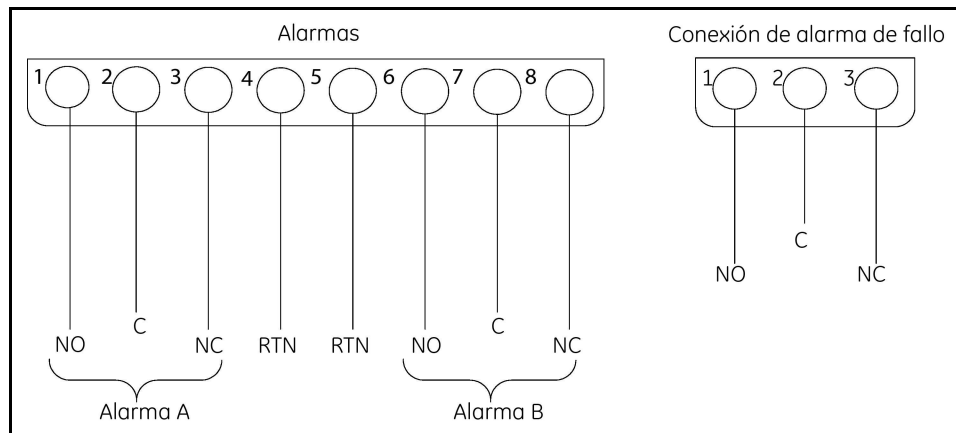 Alarmas
1 2 3 4 5 6 7 8
NO C NC RTN RTN NO C NC
Alarma A Alarma B
Conexión de alarma de fallo
1 2 3
NO C NC